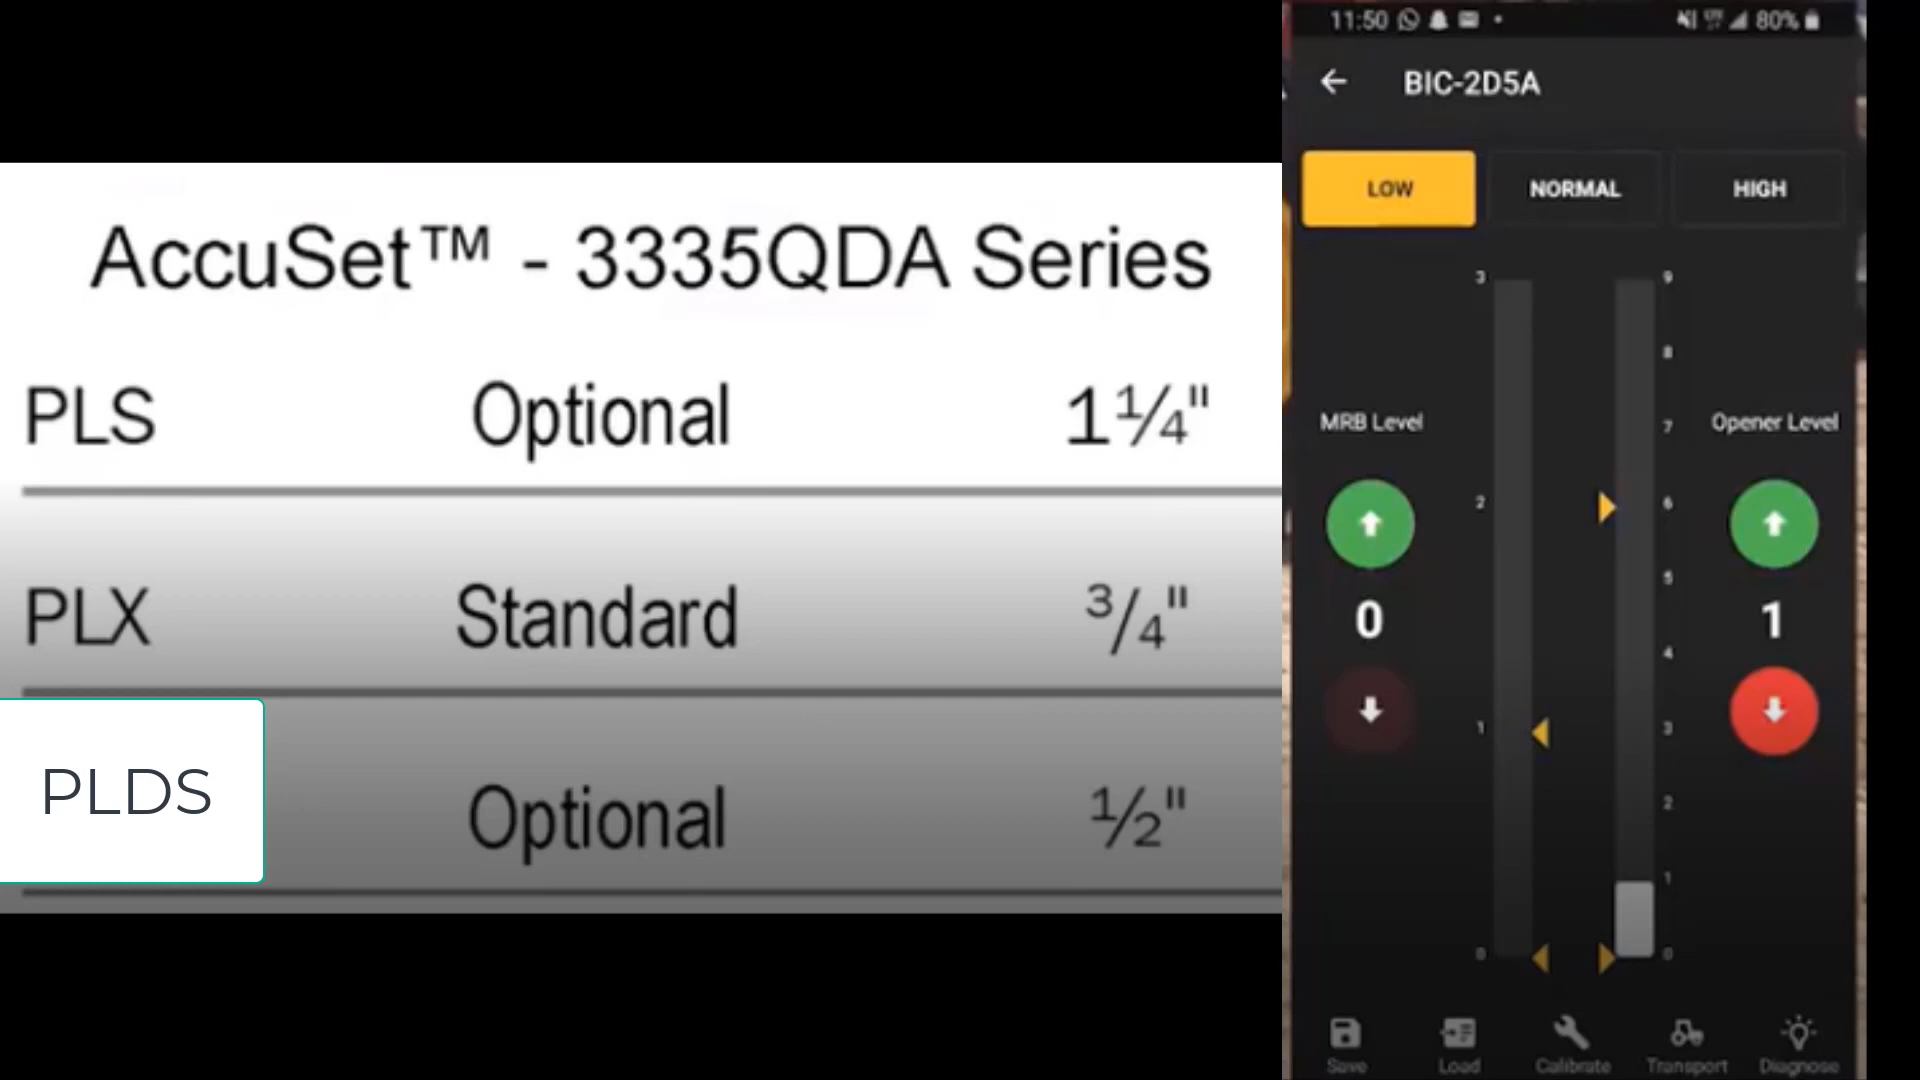 AccuSet™ - 3335QDA Series
PLS Optional 1¼"
PLX Standard ¾"
PLDS Optional ½"
11:50 80%
BIC-2D5A
LOW NORMAL HIGH
3 9
8
MRB Level 7 Opener Level
2 6
5
0 1
4
1 3
2
1
0 0
Save Load Calibrate Transport Diagnose